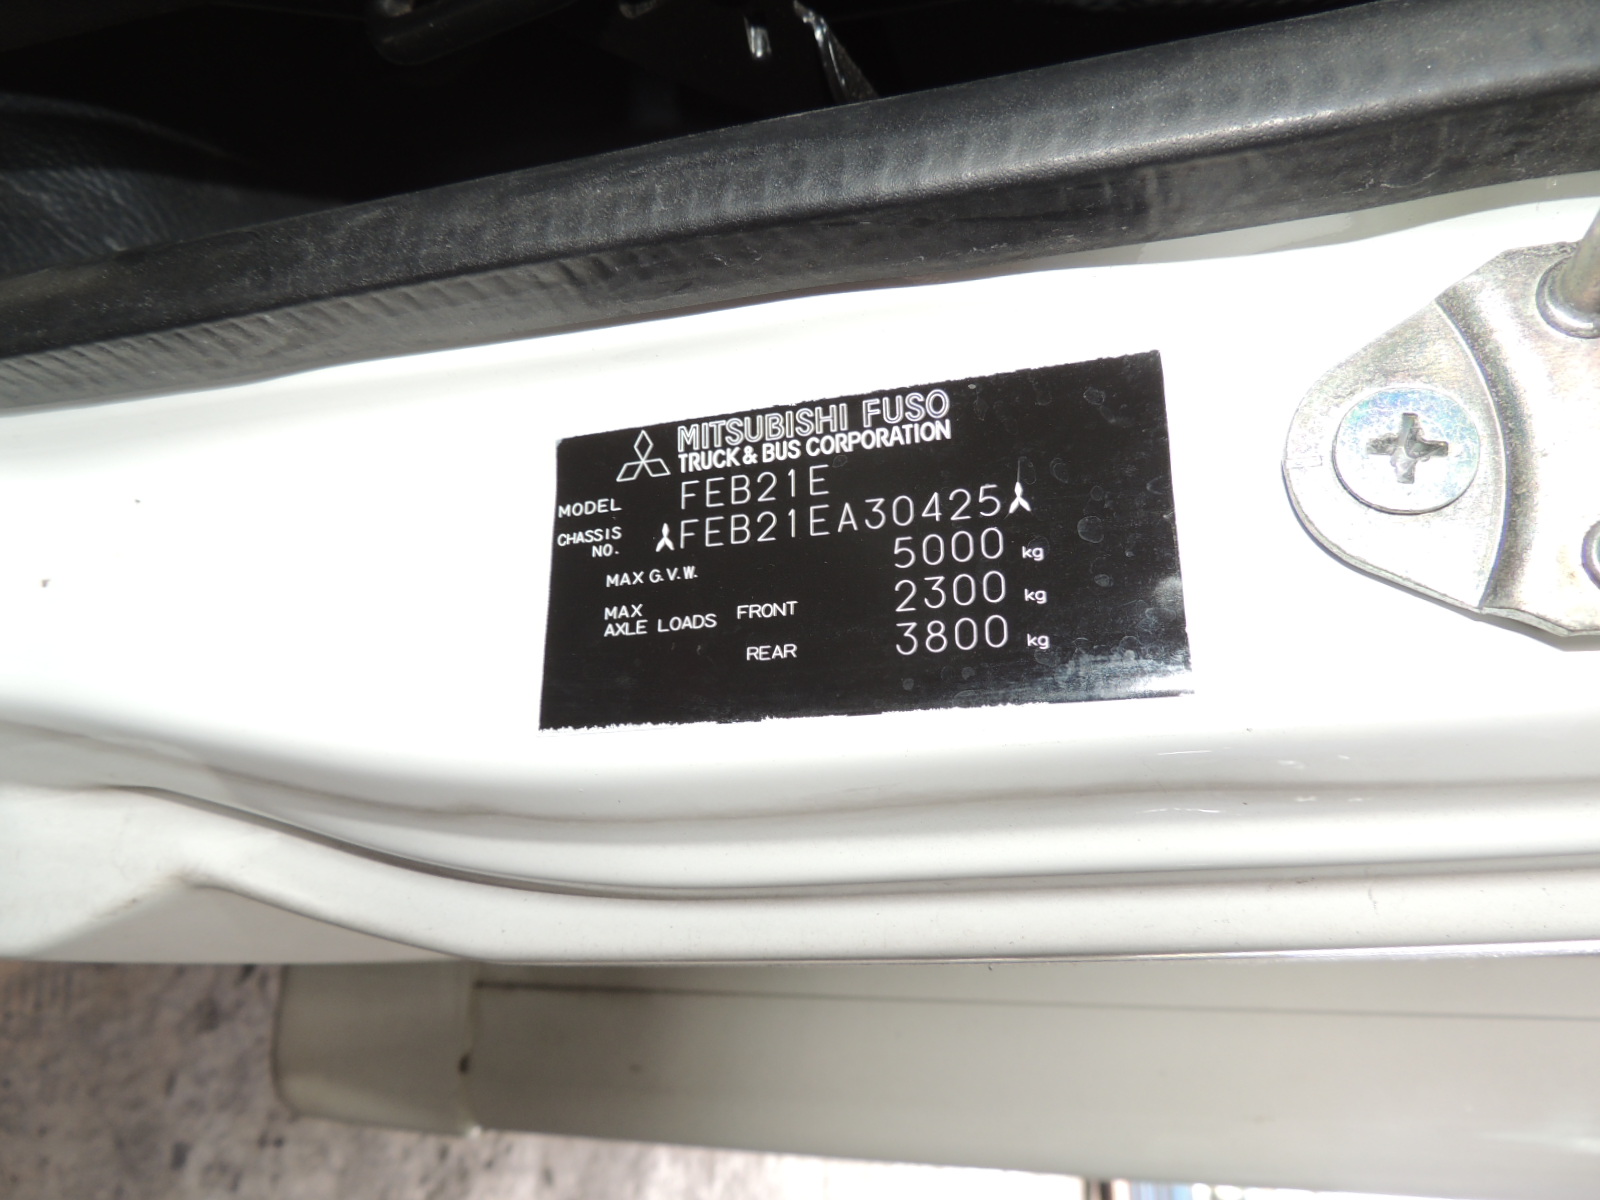 MITSUBISHI FUSO
TRUCK & BUS CORPORATION
MODEL FEB21E
CHASSIS NO. FEB21EA30425
MAX G.V.W. 5000 kg
MAX AXLE LOADS FRONT 2300 kg
REAR 3800 kg